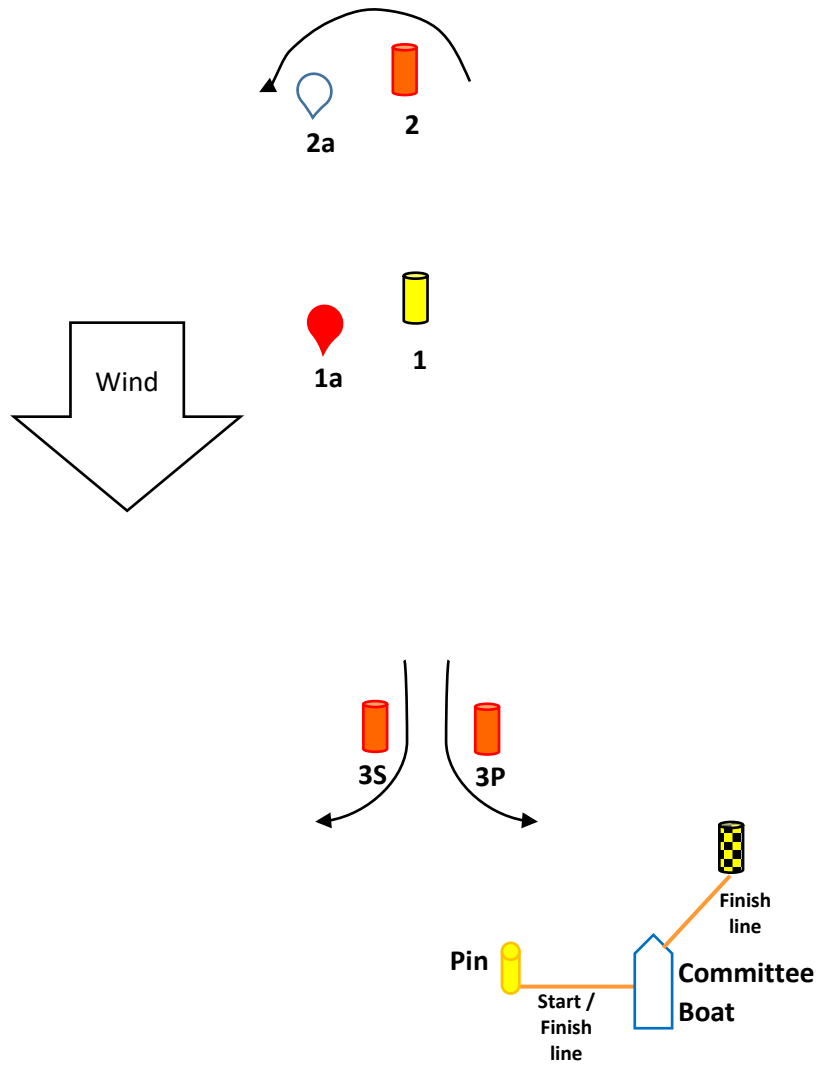 2
2a
1
1a
Wind
3S
3P
Finish
line
Pin
Committee
Boat
Start /
Finish
line